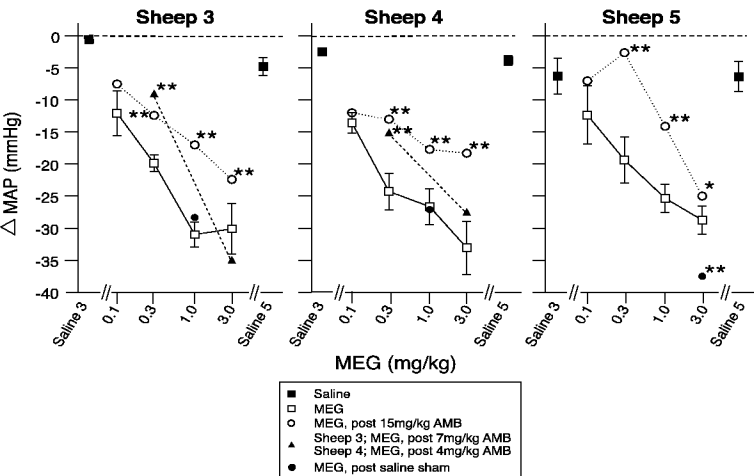 Sheep 3
Sheep 4
Sheep 5
0
-5
-10
-15
-20
-25
-30
-35
-40
Δ MAP (mmHg)
**
**
**
**
**
**
**
**
**
**
*
**
Saline 3
0.1
0.3
1.0
3.0
Saline 5
Saline 3
0.1
0.3
1.0
3.0
Saline 5
Saline 3
0.1
0.3
1.0
3.0
Saline 5
MEG (mg/kg)
Saline
MEG
MEG, post 15mg/kg AMB
Sheep 3; MEG, post 7mg/kg AMB
Sheep 4; MEG, post 4mg/kg AMB
MEG, post saline sham